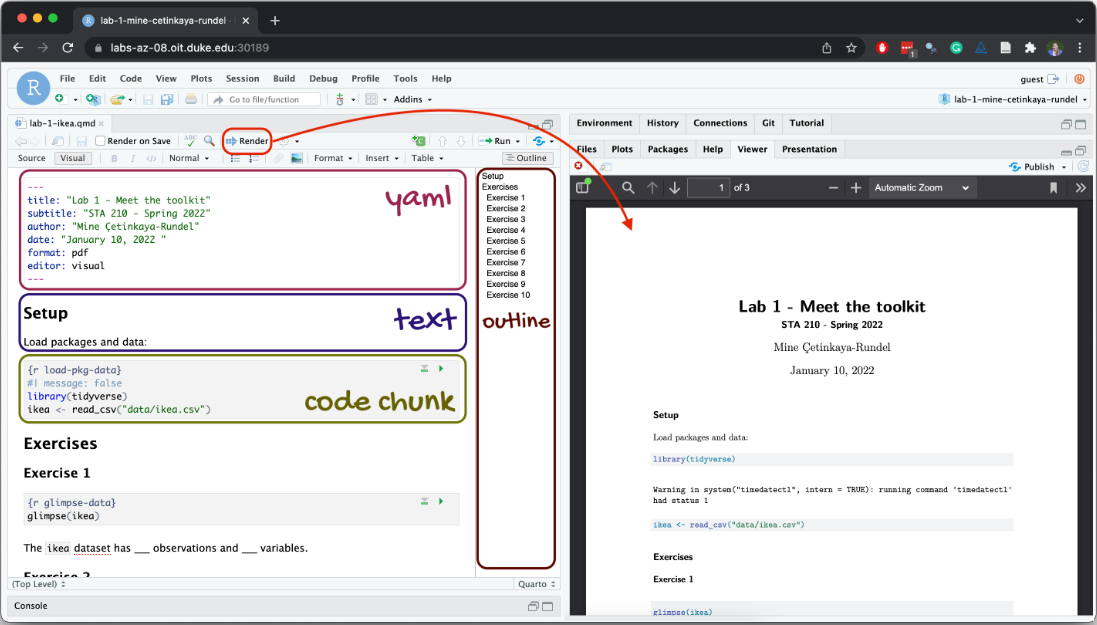 lab-1-mine-cetinkaya-rundel -
labs-az-08.oit.duke.edu:30189
R
File Edit Code View Plots Session Build Debug Profile Tools Help
guest
Go to file/function
Addins
lab-1-mine-cetinkaya-rundel
lab-1-ikea.qmd
Render on Save
ABC
Render
Run
Source Visual
B I </>
Normal
Format Insert Table
Outline
---
title: "Lab 1 - Meet the toolkit"
subtitle: "STA 210 - Spring 2022"
author: "Mine Çetinkaya-Rundel"
date: "January 10, 2022 "
format: pdf
editor: visual
---
yaml
Setup
Load packages and data:
text
{r load-pkg-data}
#| message: false
library(tidyverse)
ikea <- read_csv("data/ikea.csv")
code chunk
Exercises
Exercise 1
{r glimpse-data}
glimpse(ikea)
The ikea dataset has ___ observations and ___ variables.
Exercise 2
(Top Level)
Quarto
Console
Setup
Exercises
Exercise 1
Exercise 2
Exercise 3
Exercise 4
Exercise 5
Exercise 6
Exercise 7
Exercise 8
Exercise 9
Exercise 10
outline
Environment History Connections Git Tutorial
Files Plots Packages Help Viewer Presentation
Publish
1 of 3
Automatic Zoom
Lab 1 - Meet the toolkit
STA 210 - Spring 2022
Mine Çetinkaya-Rundel
January 10, 2022
Setup
Load packages and data:
library(tidyverse)
Warning in system("timedatectl", intern = TRUE): running command 'timedatectl'
had status 1
ikea <- read_csv("data/ikea.csv")
Exercises
Exercise 1
glimpse(ikea)